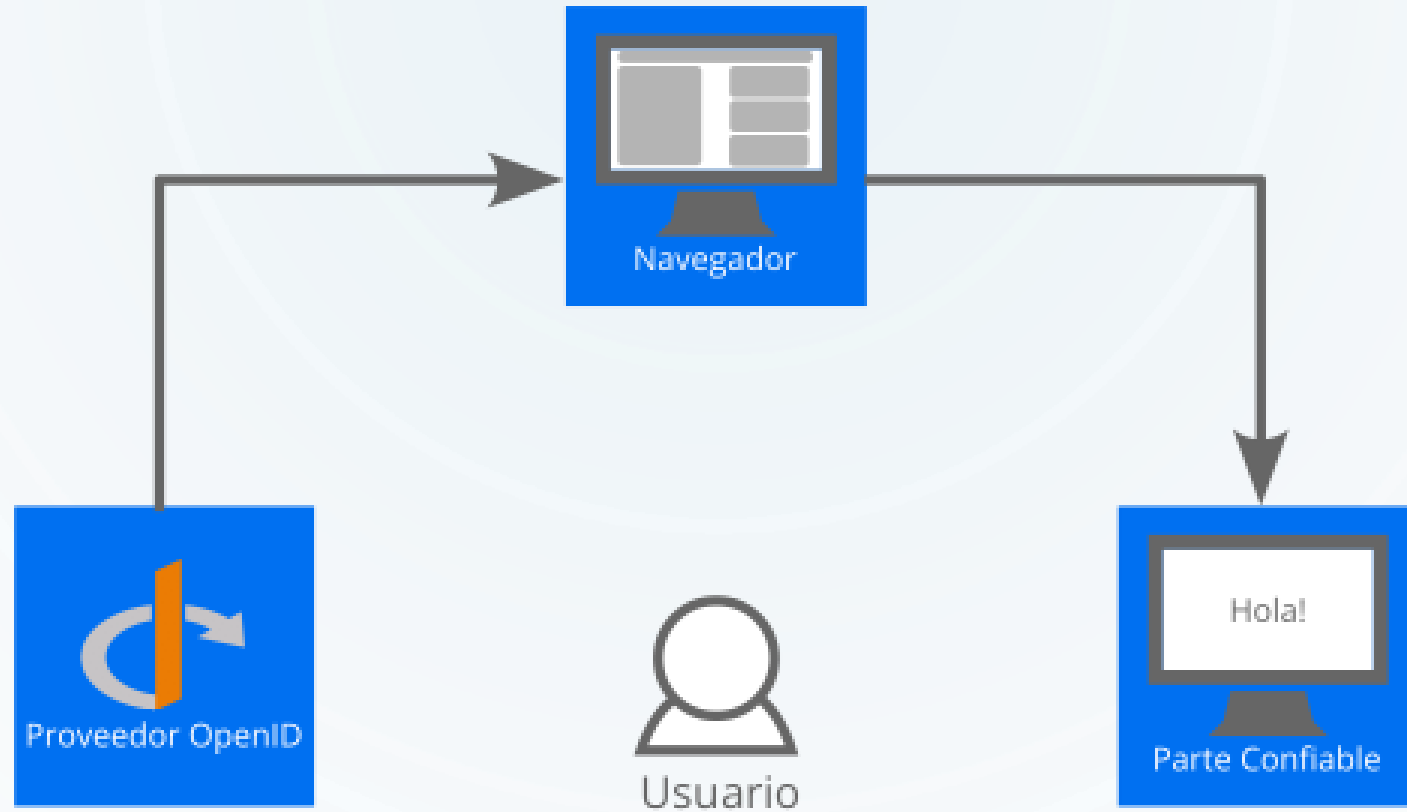 Navegador
Hola!
Proveedor OpenID
Parte Confiable
Usuario